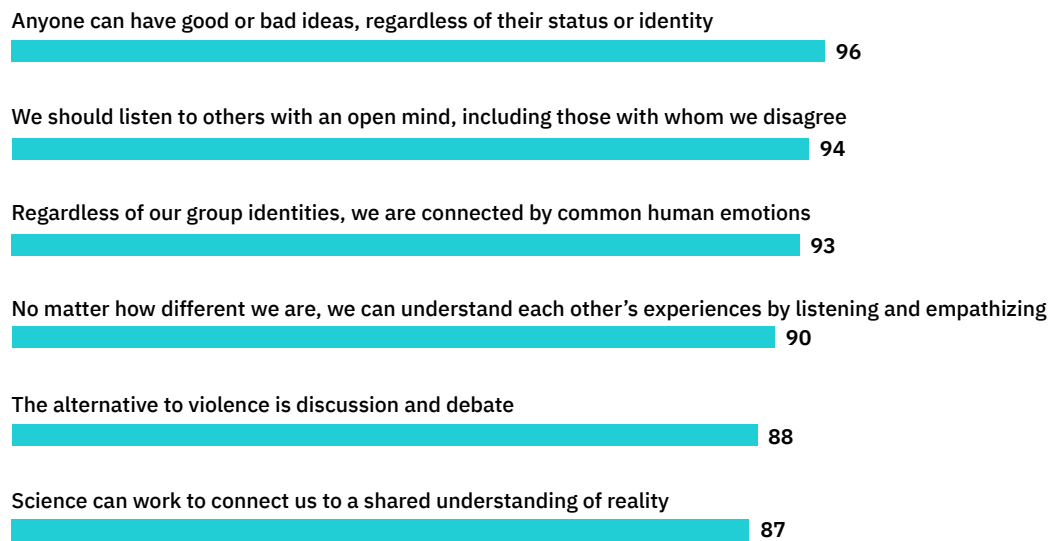 Anyone can have good or bad ideas, regardless of their status or identity
96
We should listen to others with an open mind, including those with whom we disagree
94
Regardless of our group identities, we are connected by common human emotions
93
No matter how different we are, we can understand each other’s experiences by listening and empathizing
90
The alternative to violence is discussion and debate
88
Science can work to connect us to a shared understanding of reality
87